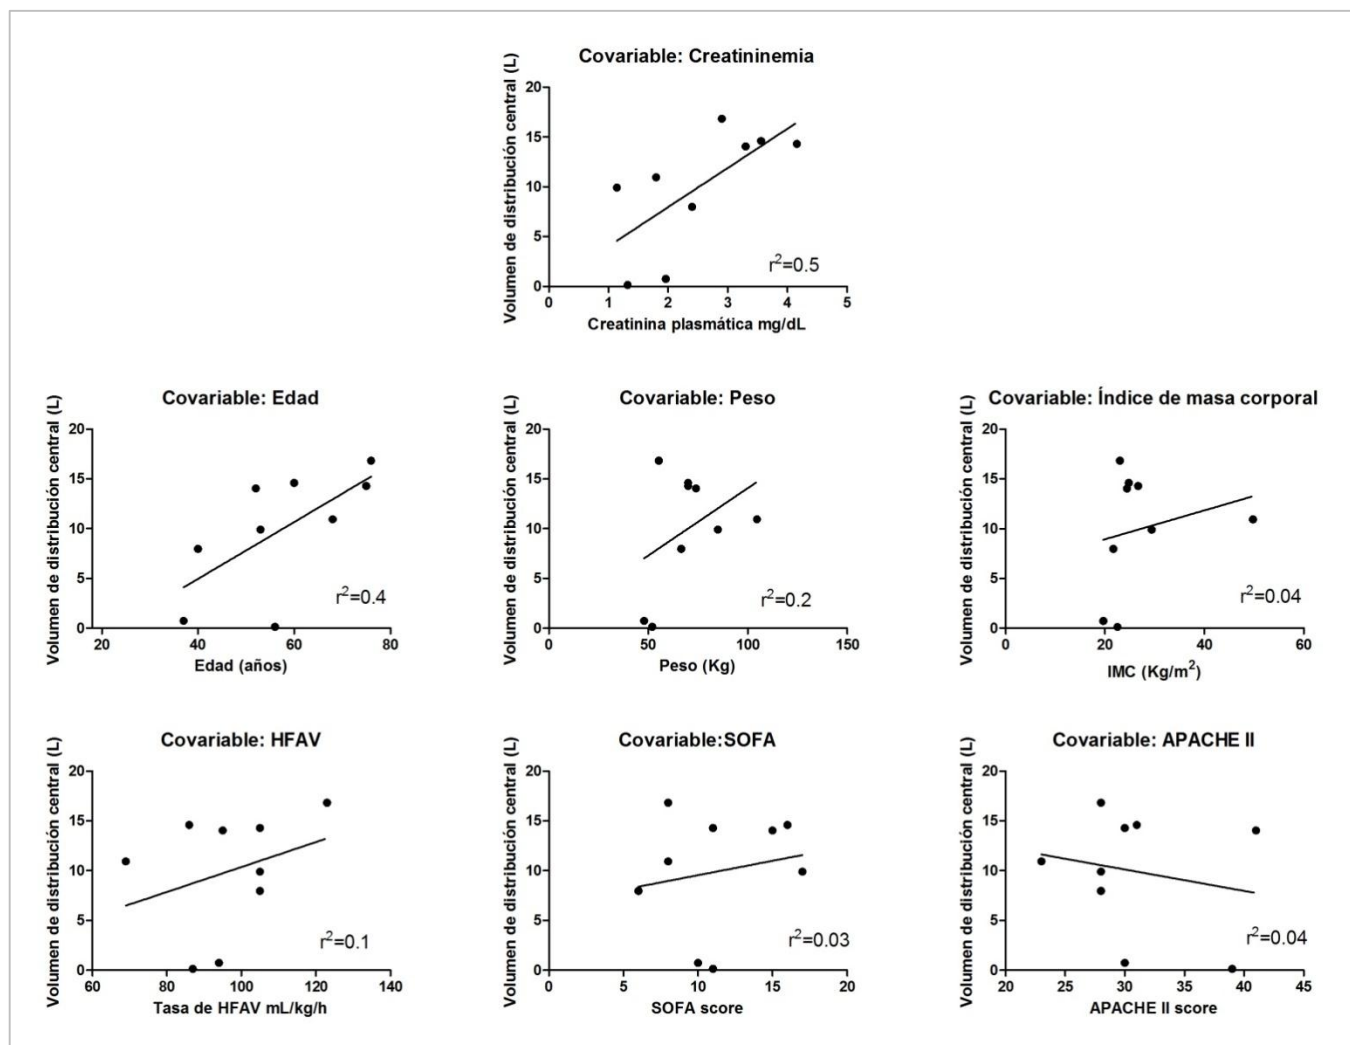 Covariable: Creatininemia
Volumen de distribución central (L)
20
15
10
5
0
0 1 2 3 4 5
r²=0.5
Creatinina plasmática mg/dL
Covariable: Edad
Volumen de distribución central (L)
20
15
10
5
0
20 40 60 80
r²=0.4
Edad (años)
Covariable: Peso
Volumen de distribución central (L)
20
15
10
5
0
0 50 100 150
r²=0.2
Peso (Kg)
Covariable: Índice de masa corporal
Volumen de distribución central (L)
20
15
10
5
0
0 20 40 60
r²=0.04
IMC (Kg/m²)
Covariable: HFAV
Volumen de distribución central (L)
20
15
10
5
0
60 80 100 120 140
r²=0.1
Tasa de HFAV mL/kg/h
Covariable:SOFA
Volumen de distribución central (L)
20
15
10
5
0
0 5 10 15 20
r²=0.03
SOFA score
Covariable: APACHE II
Volumen de distribución central (L)
20
15
10
5
0
20 25 30 35 40 45
r²=0.04
APACHE II score